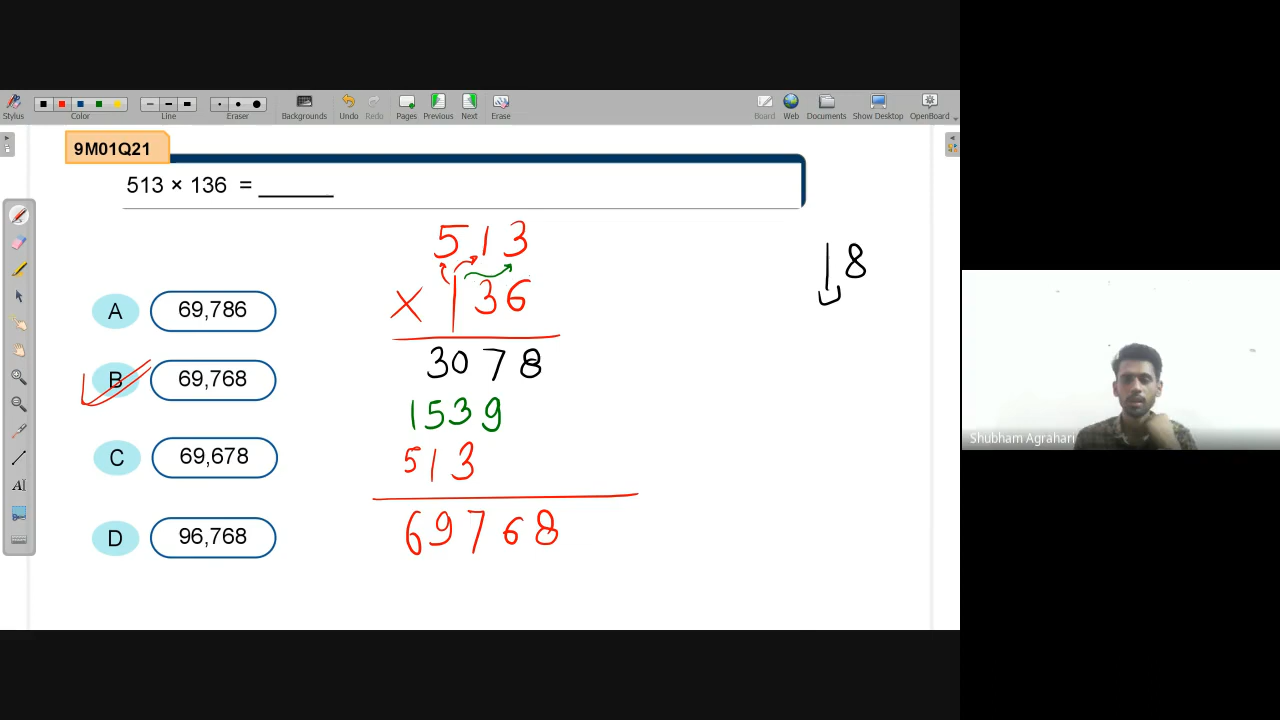 Stylus
Color
Line
Eraser
Backgrounds
Undo
Redo
Pages
Previous
Next
Erase
Board
Web
Documents
Show Desktop
OpenBoard
9M01Q21
513 × 136 = ______
A 69,786
B 69,768
C 69,678
D 96,768
513
× 136
3078
1539
513
69768
18
Shubham Agrahari